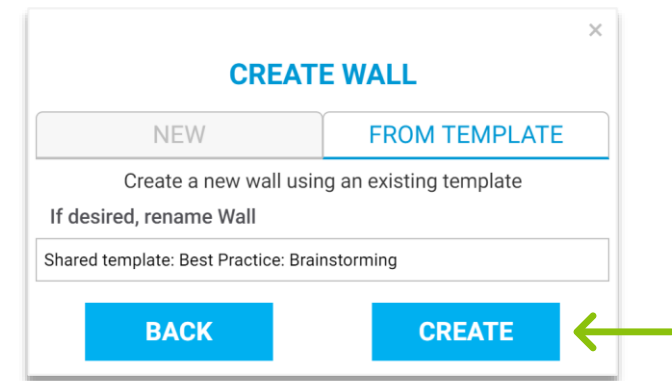 ×
CREATE WALL
NEW
FROM TEMPLATE
Create a new wall using an existing template
If desired, rename Wall
Shared template: Best Practice: Brainstorming
BACK
CREATE